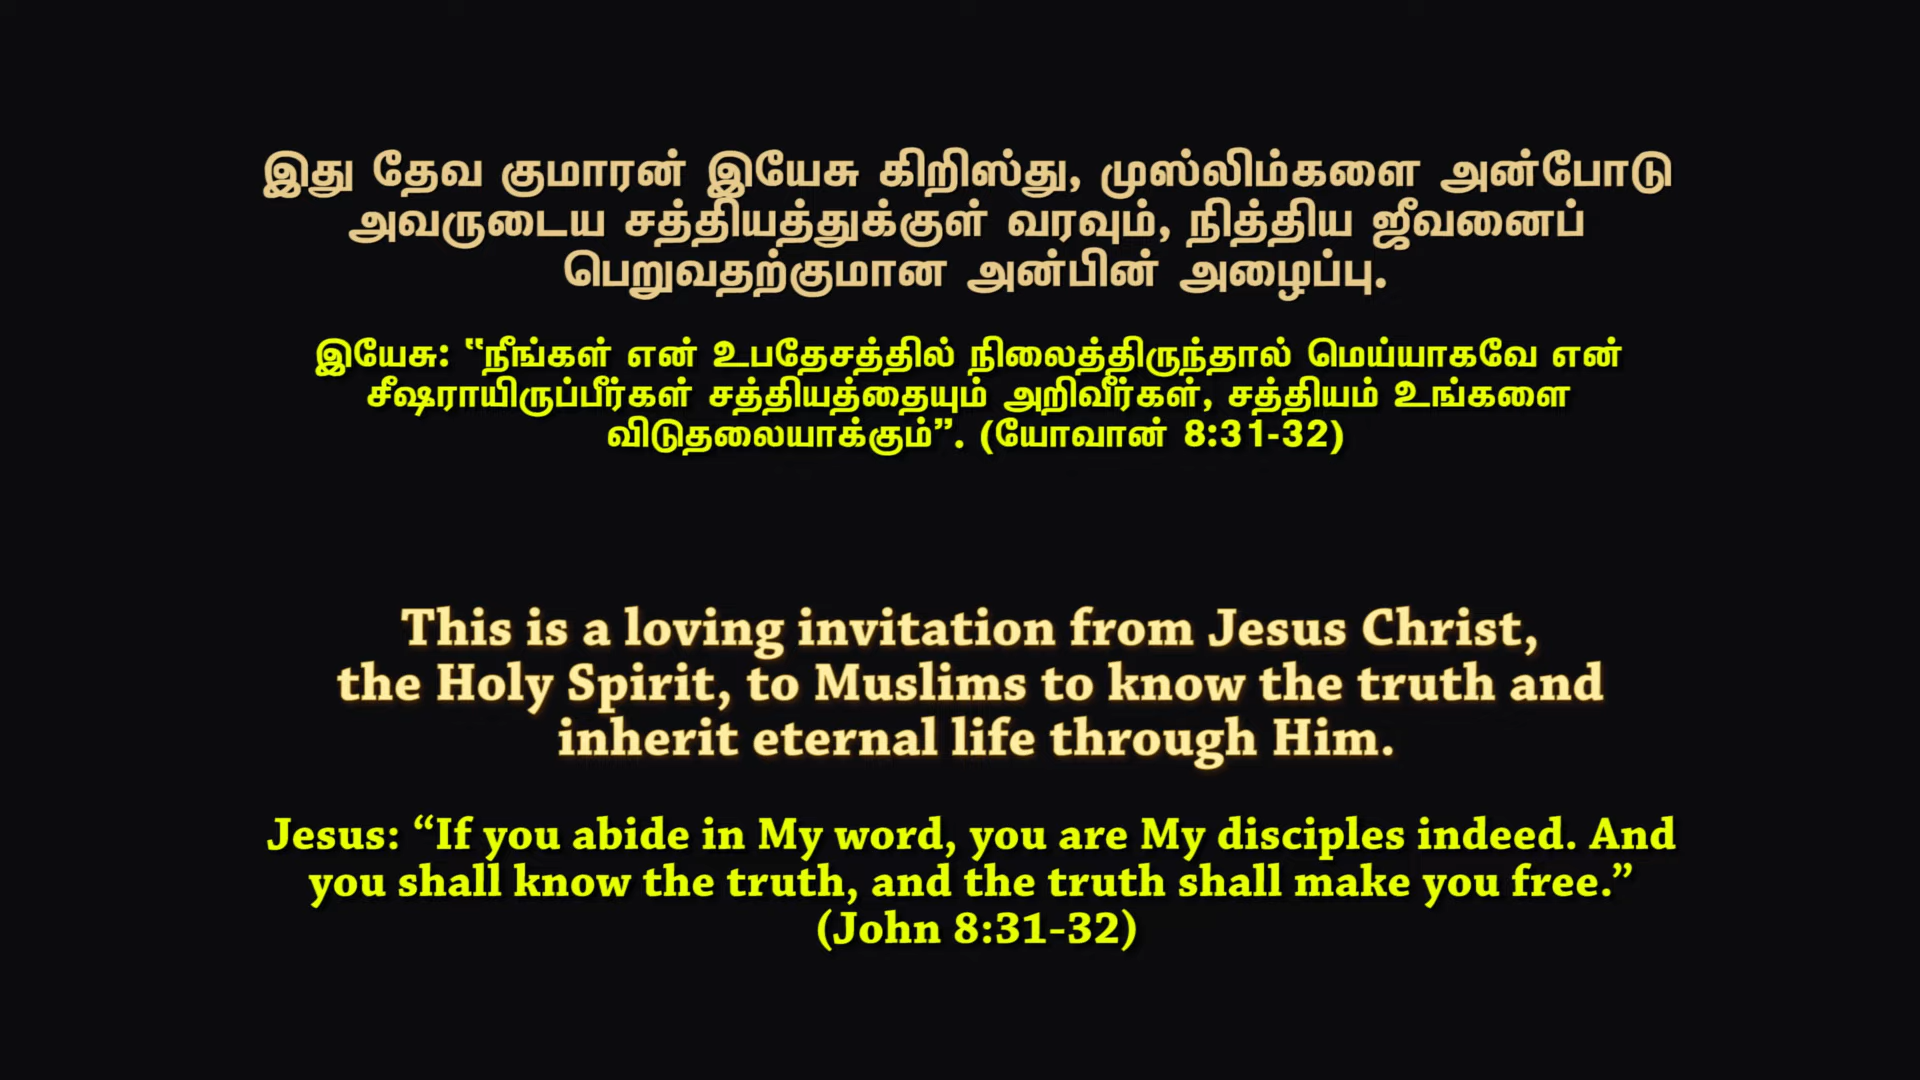 இது தேவ குமாரன் இயேசு கிறிஸ்து, முஸ்லிம்களை அன்போடு
அவருடைய சத்தியத்துக்குள் வரவும், நித்திய ஜீவனைப்
பெறுவதற்குமான அன்பின் அழைப்பு.
இயேசு: “நீங்கள் என் உபதேசத்தில் நிலைத்திருந்தால் மெய்யாகவே என்
சீஷராயிருப்பீர்கள் சத்தியத்தையும் அறிவீர்கள், சத்தியம் உங்களை
விடுதலையாக்கும்”. (யோவான் 8:31-32)
This is a loving invitation from Jesus Christ,
the Holy Spirit, to Muslims to know the truth and
inherit eternal life through Him.
Jesus: “If you abide in My word, you are My disciples indeed. And
you shall know the truth, and the truth shall make you free.”
(John 8:31-32)